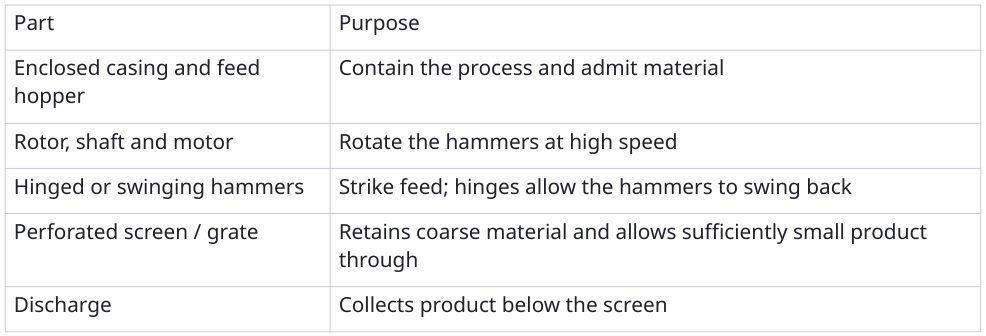 Part
Purpose
Enclosed casing and feed
hopper
Contain the process and admit material
Rotor, shaft and motor
Rotate the hammers at high speed
Hinged or swinging hammers
Strike feed; hinges allow the hammers to swing back
Perforated screen / grate
Retains coarse material and allows sufficiently small product
through
Discharge
Collects product below the screen